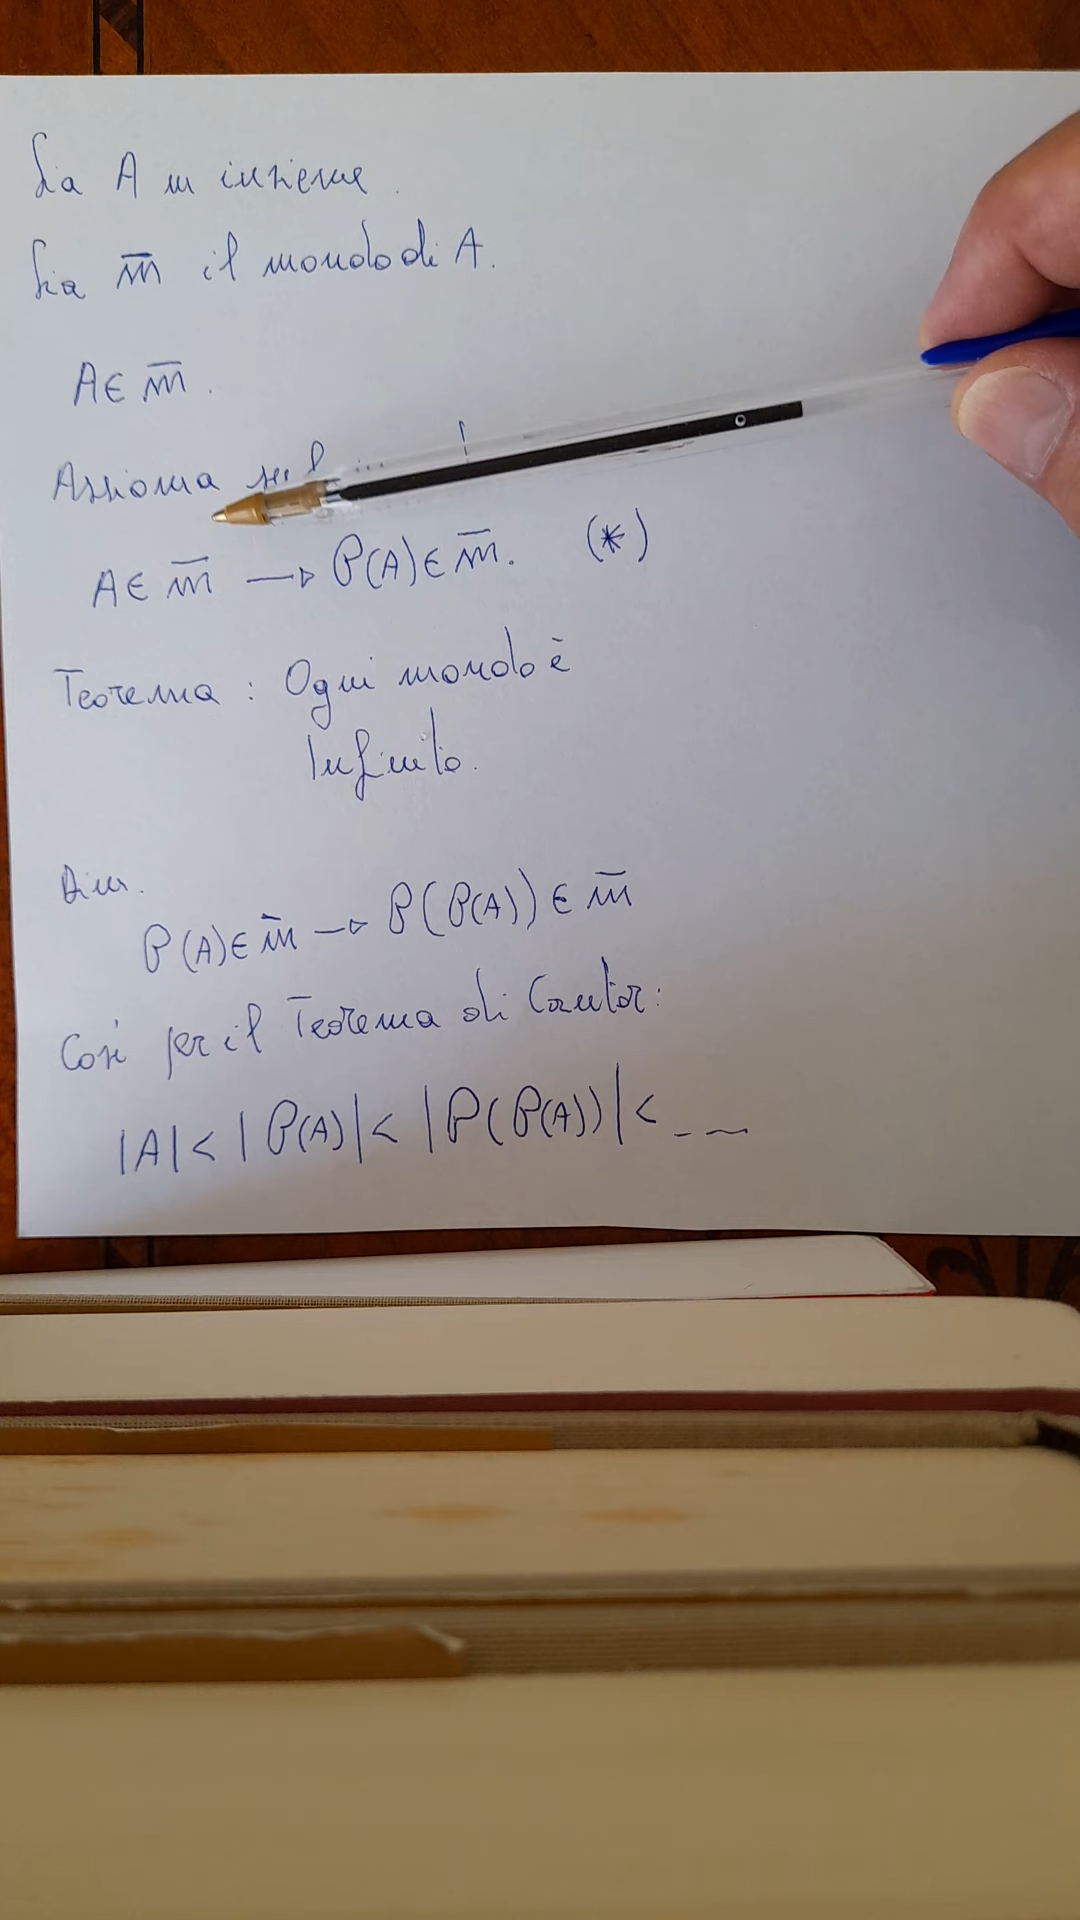 Sia A un insieme.
Sia m̅ il mondo di A.
A ∈ m̅.
Assioma sul
A ∈ m̅ → P(A) ∈ m̅. (*)
Teorema : Ogni mondo è
Infinito.
Dim.
P(A) ∈ m̅ → P(P(A)) ∈ m̅
Così per il Teorema di Cantor:
|A| < |P(A)| < |P(P(A))| < ...